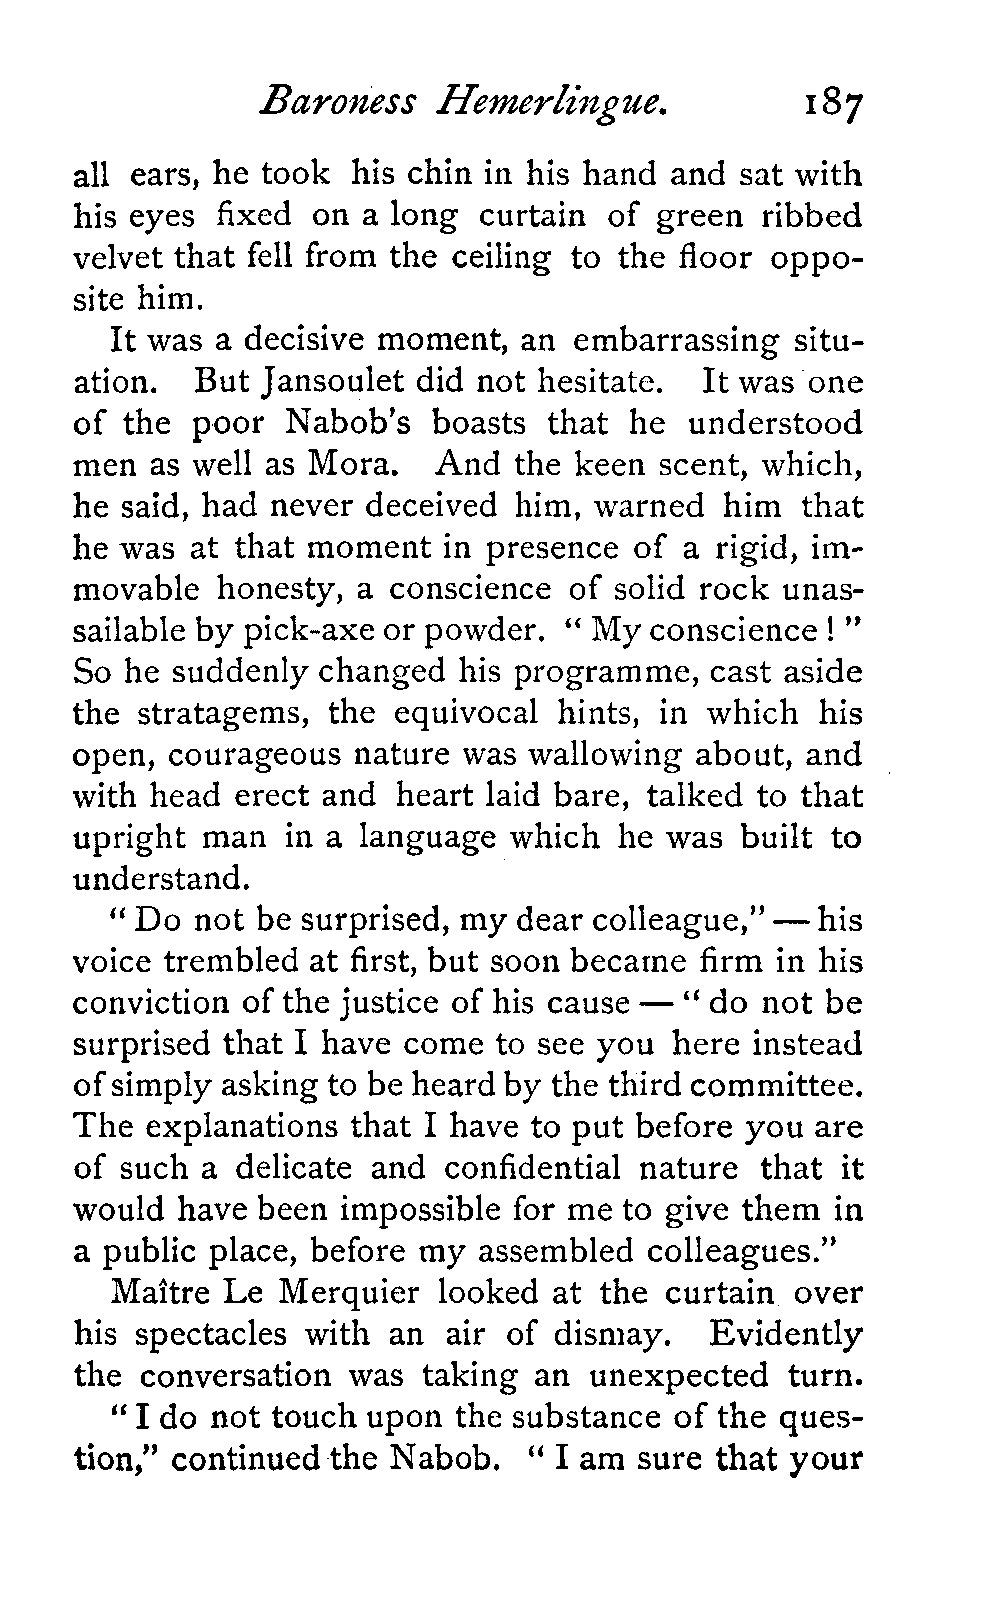 Baroness Hemerlingue. 187
all ears, he took his chin in his hand and sat with
his eyes fixed on a long curtain of green ribbed
velvet that fell from the ceiling to the floor oppo-
site him.
It was a decisive moment, an embarrassing situ-
ation. But Jansoulet did not hesitate. It was one
of the poor Nabob's boasts that he understood
men as well as Mora. And the keen scent, which,
he said, had never deceived him, warned him that
he was at that moment in presence of a rigid, im-
movable honesty, a conscience of solid rock unas-
sailable by pick-axe or powder. “ My conscience ! ”
So he suddenly changed his programme, cast aside
the stratagems, the equivocal hints, in which his
open, courageous nature was wallowing about, and
with head erect and heart laid bare, talked to that
upright man in a language which he was built to
understand.
“ Do not be surprised, my dear colleague,” — his
voice trembled at first, but soon became firm in his
conviction of the justice of his cause — “ do not be
surprised that I have come to see you here instead
of simply asking to be heard by the third committee.
The explanations that I have to put before you are
of such a delicate and confidential nature that it
would have been impossible for me to give them in
a public place, before my assembled colleagues.”
Maître Le Merquier looked at the curtain over
his spectacles with an air of dismay. Evidently
the conversation was taking an unexpected turn.
“ I do not touch upon the substance of the ques-
tion,” continued the Nabob. “ I am sure that your